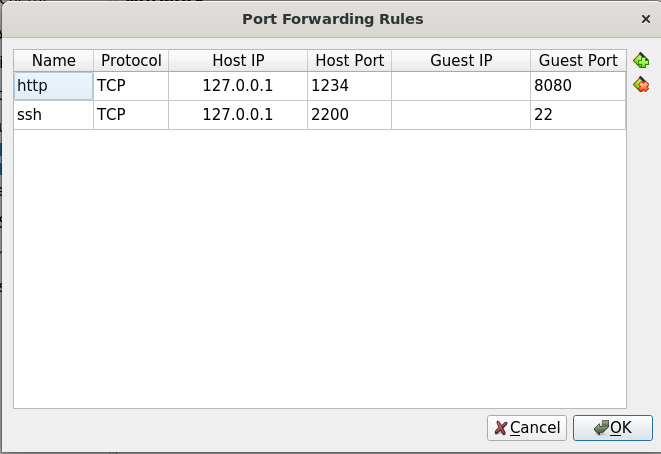 Port Forwarding Rules
Name Protocol Host IP Host Port Guest IP Guest Port
http TCP 127.0.0.1 1234 8080
ssh TCP 127.0.0.1 2200 22
Cancel OK